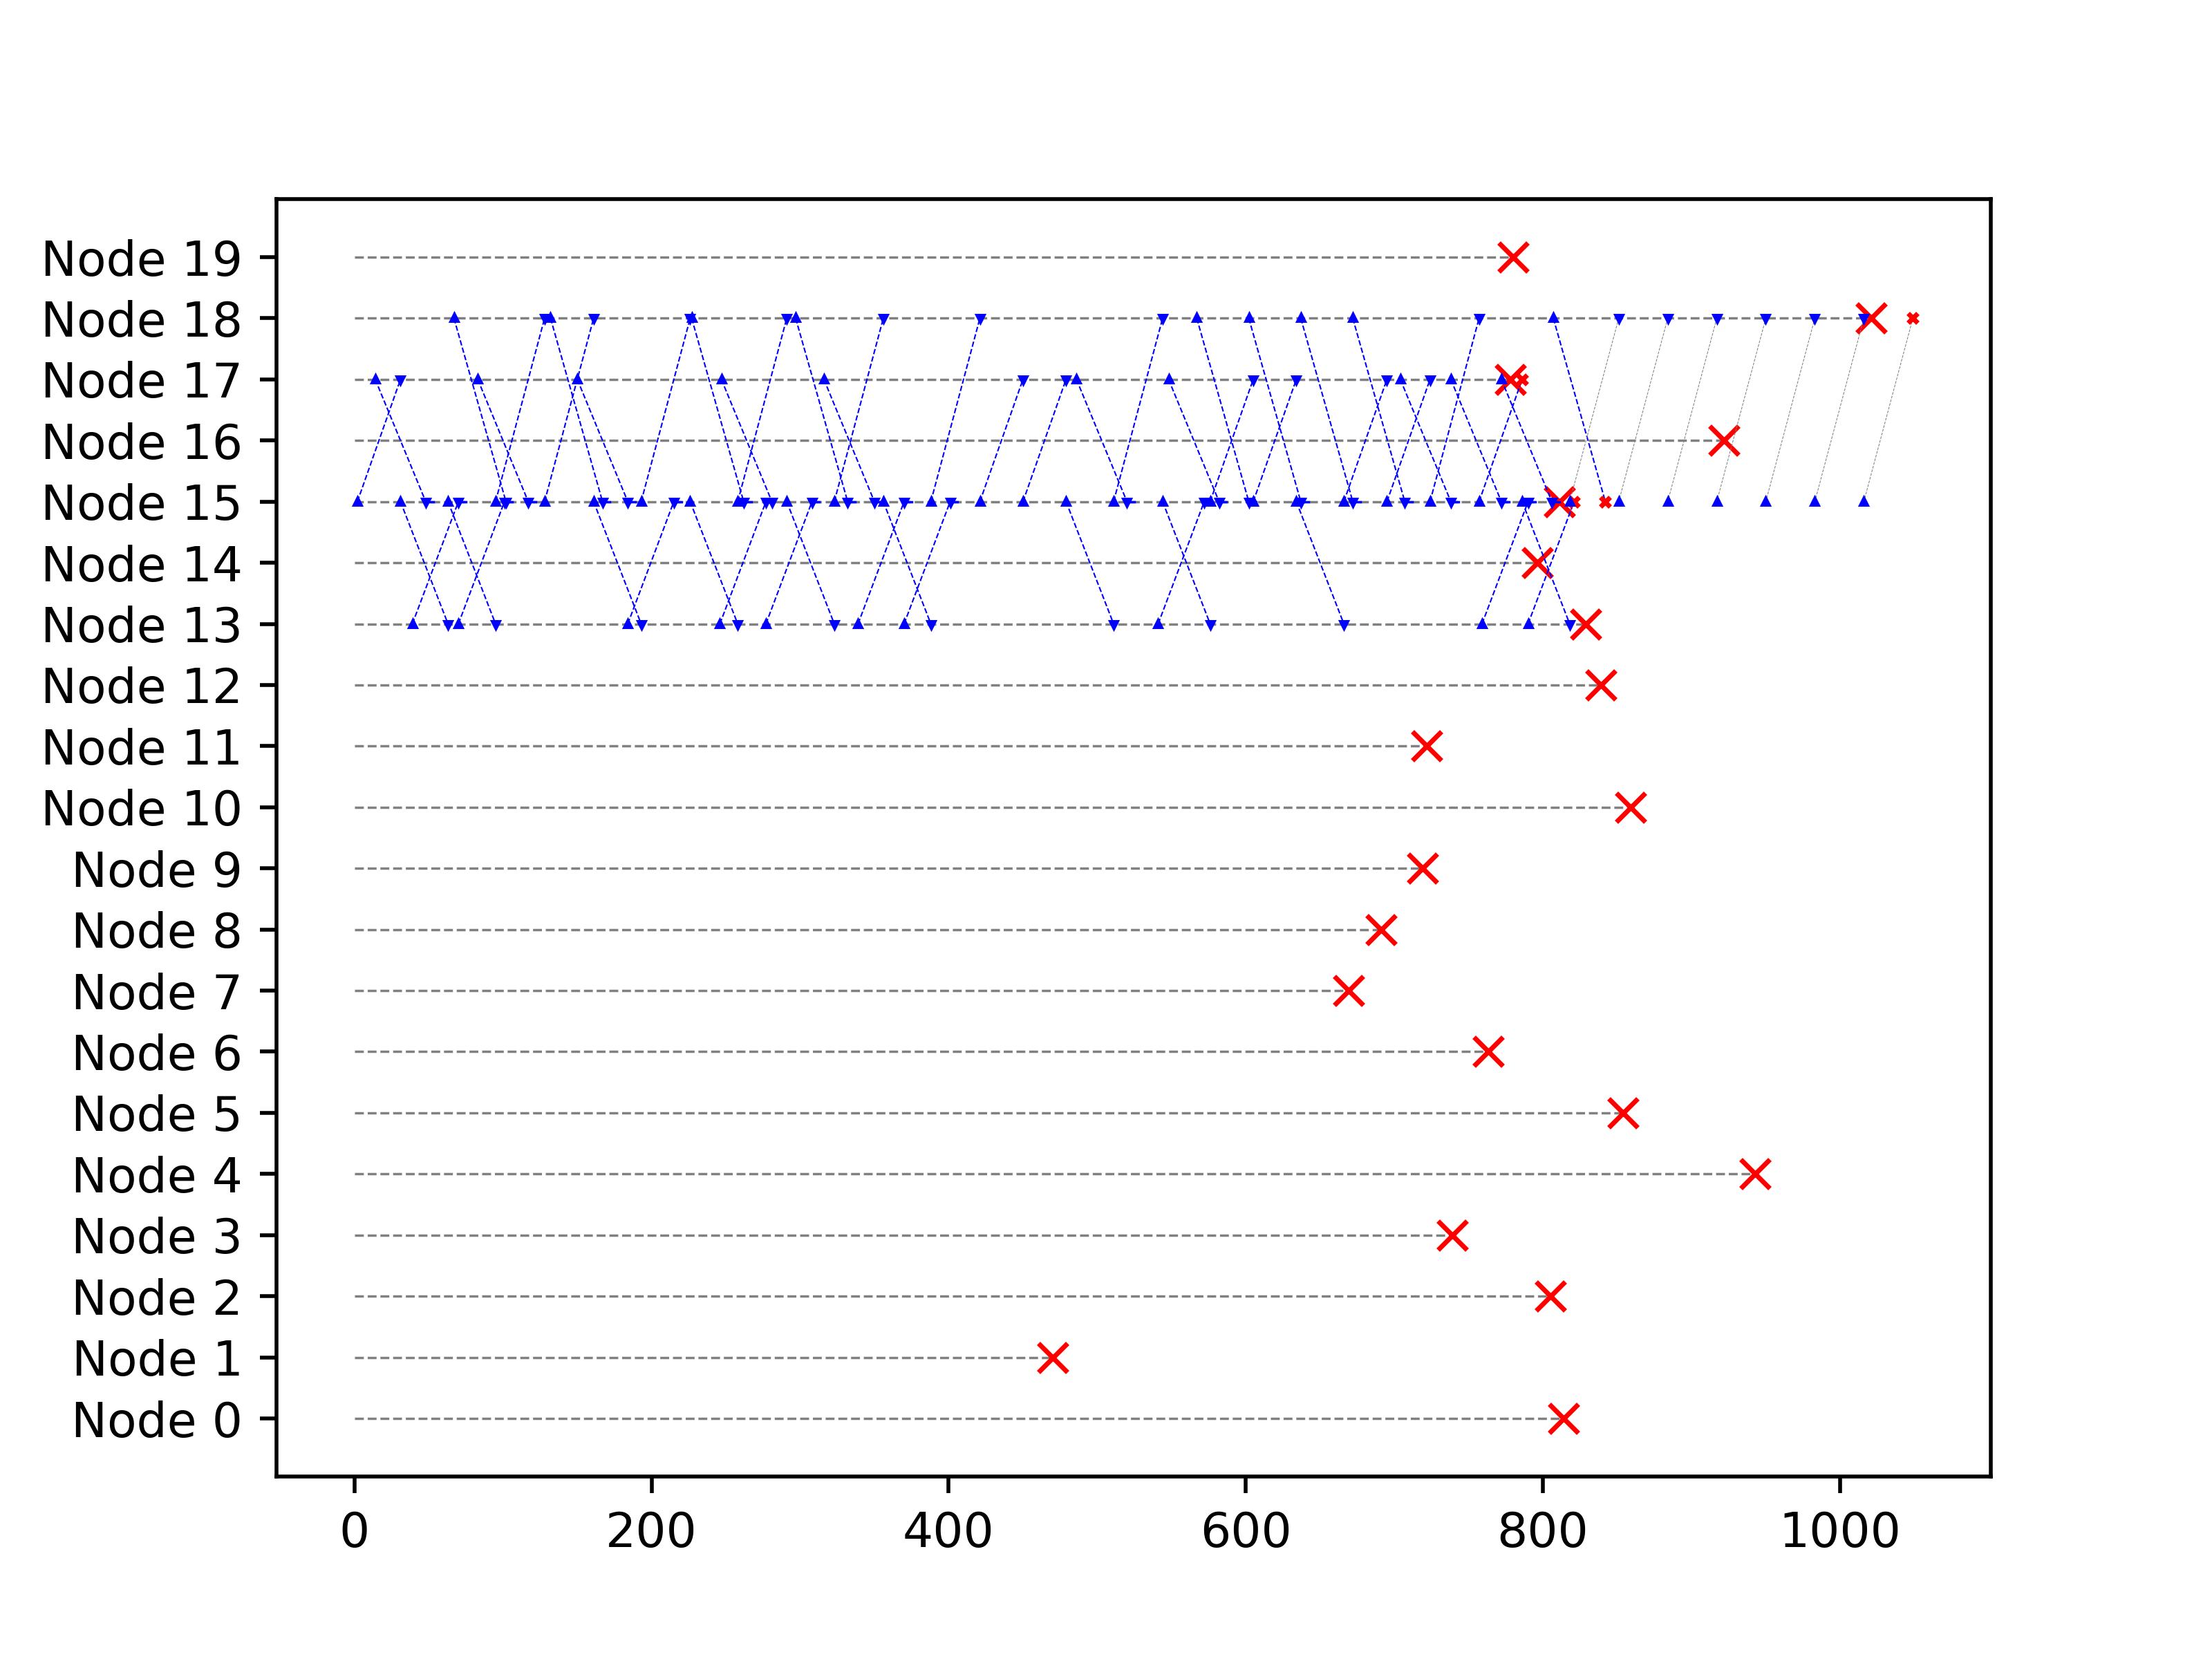 Node 19
Node 18
Node 17
Node 16
Node 15
Node 14
Node 13
Node 12
Node 11
Node 10
Node 9
Node 8
Node 7
Node 6
Node 5
Node 4
Node 3
Node 2
Node 1
Node 0
0 200 400 600 800 1000